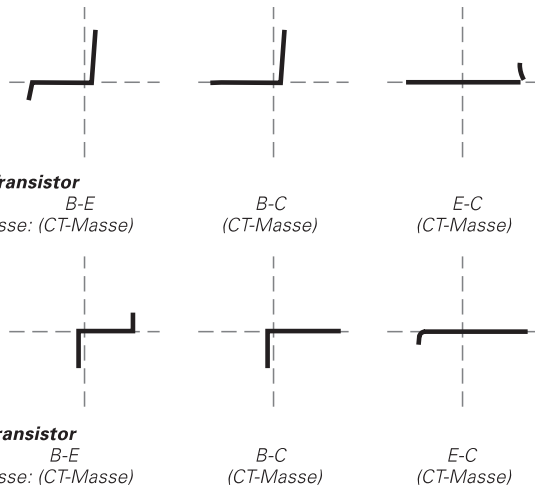 ransistor
B-E B-C E-C
sse: (CT-Masse) (CT-Masse) (CT-Masse)
ransistor
B-E B-C E-C
sse: (CT-Masse) (CT-Masse) (CT-Masse)